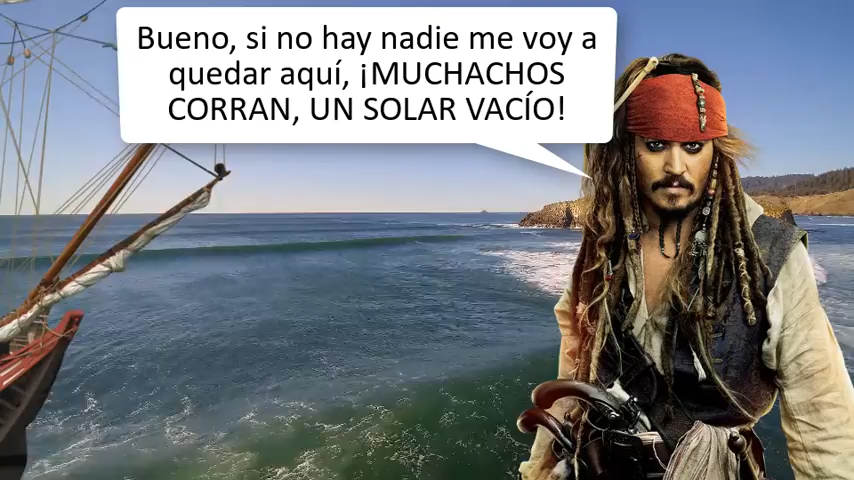 Bueno, si no hay nadie me voy a
quedar aquí, ¡MUCHACHOS
CORRAN, UN SOLAR VACÍO!